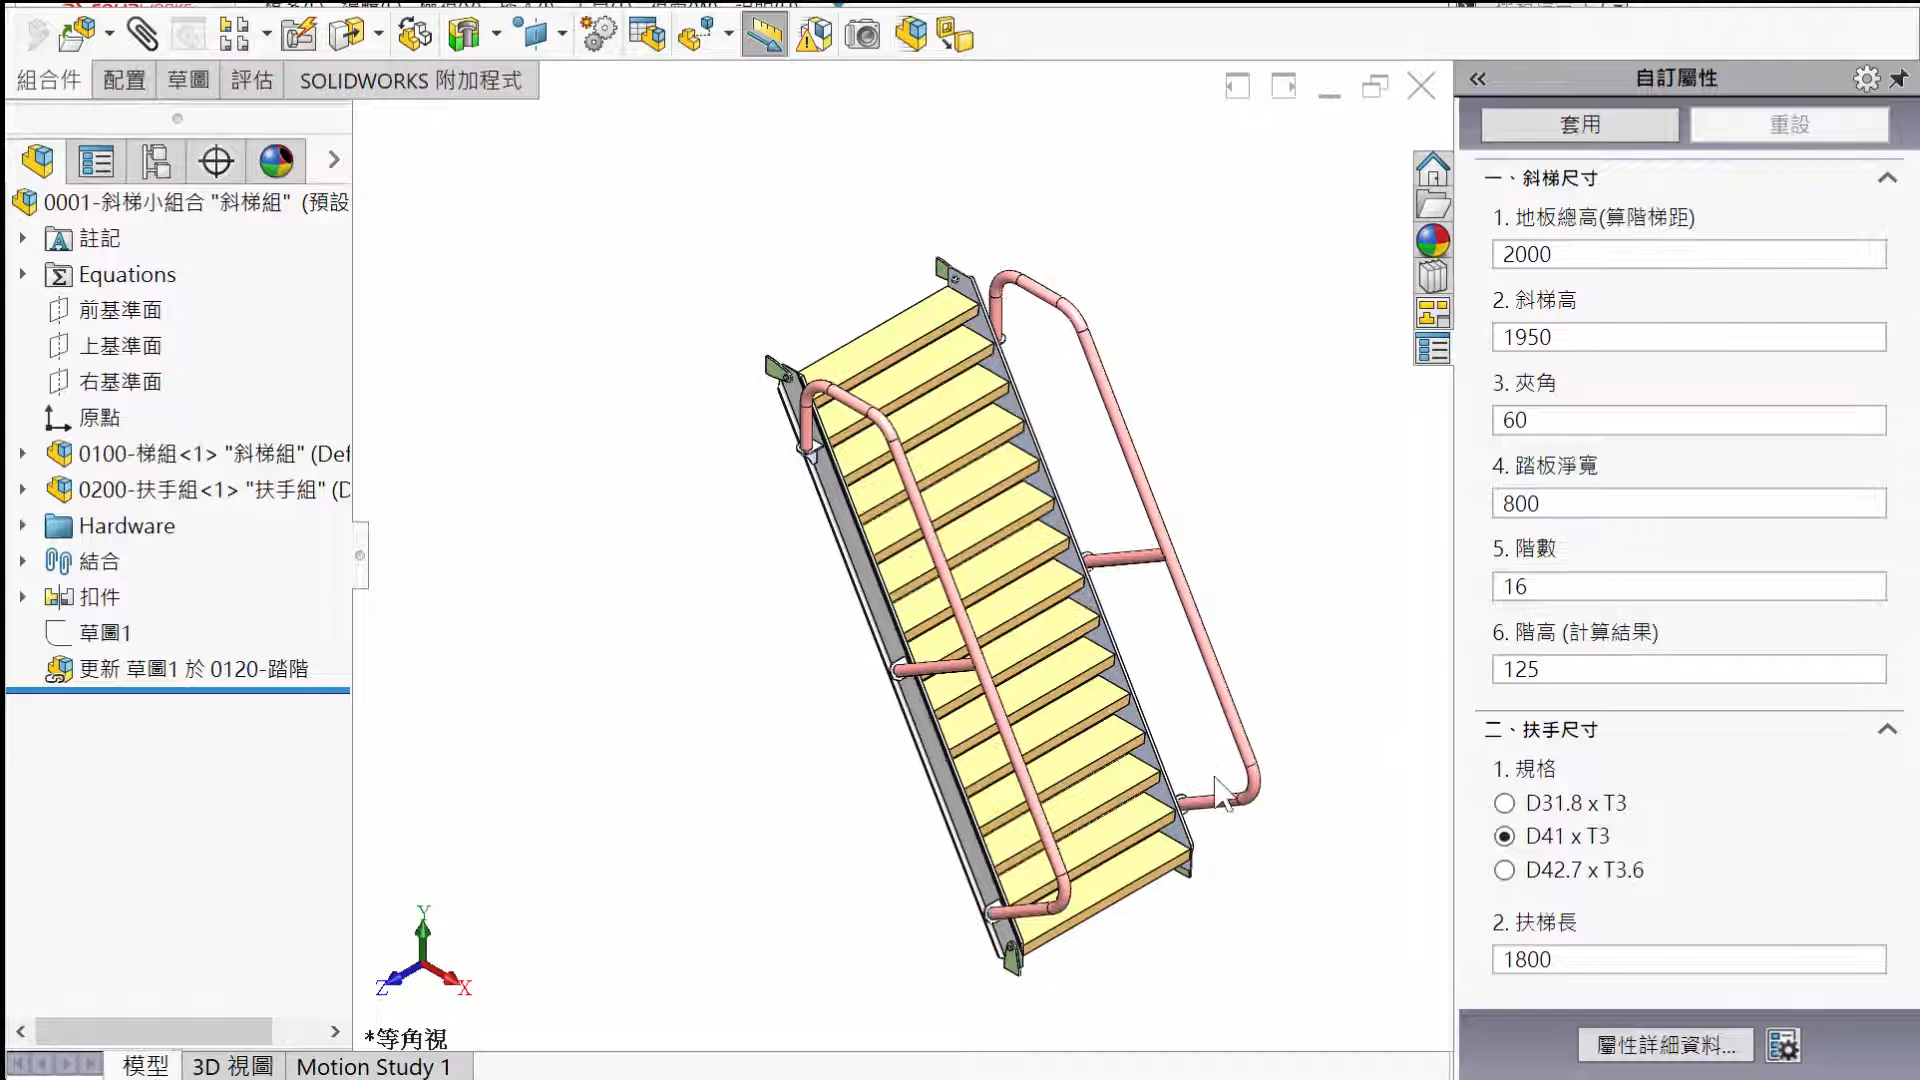 組合件 配置 草圖 評估 SOLIDWORKS 附加程式
0001-斜梯小組合 "斜梯組" (預設
註記
Equations
前基準面
上基準面
右基準面
原點
0100-梯組<1> "斜梯組" (Def
0200-扶手組<1> "扶手組" (D
Hardware
結合
扣件
草圖1
更新 草圖1 於 0120-踏階
Y
Z
X
*等角視
模型 3D 視圖 Motion Study 1
自訂屬性
套用 重設
一、斜梯尺寸
1. 地板總高(算階梯距)
2000
2. 斜梯高
1950
3. 夾角
60
4. 踏板淨寬
800
5. 階數
16
6. 階高 (計算結果)
125
二、扶手尺寸
1. 規格
D31.8 x T3
D41 x T3
D42.7 x T3.6
2. 扶梯長
1800
屬性詳細資料...